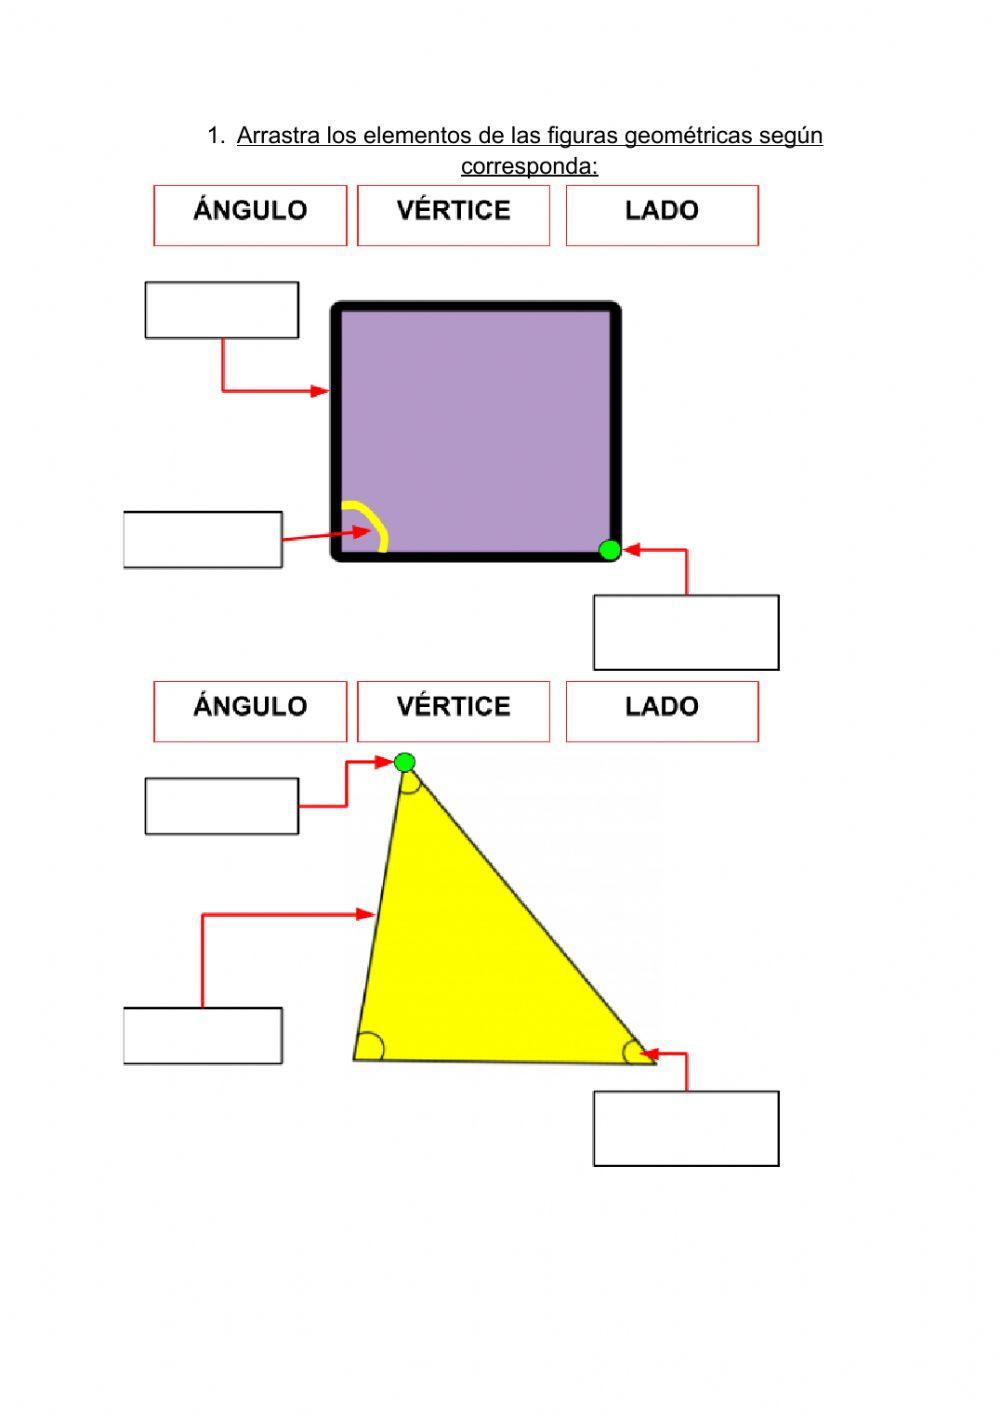 1. Arrastra los elementos de las figuras geométricas según
corresponda:
ÁNGULO VÉRTICE LADO
ÁNGULO VÉRTICE LADO